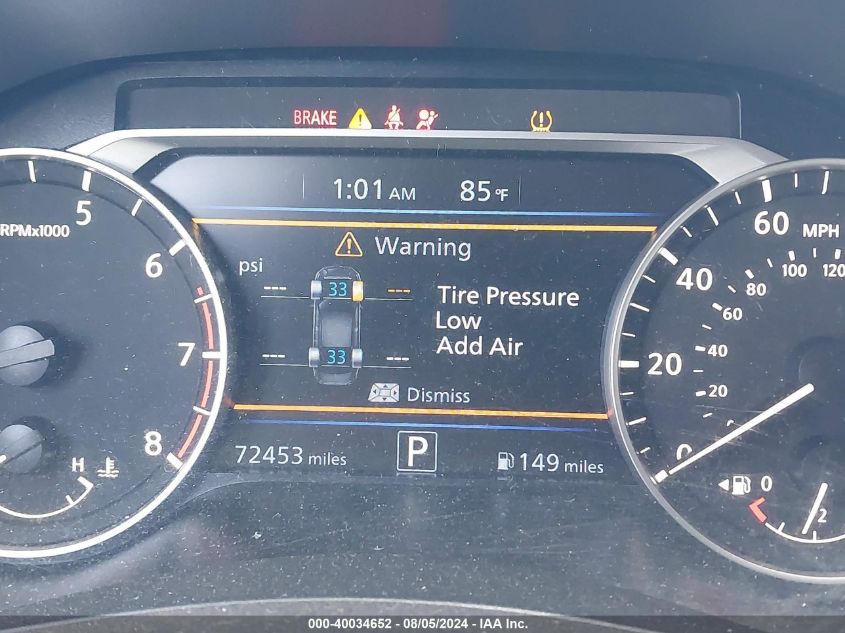 BRAKE
1:01 AM 85°F
Warning
psi
--- 33 ---
Tire Pressure
Low
Add Air
--- 33 ---
Dismiss
72453 miles P 149 miles
RPMx1000
5
6
7
8
H
MPH
60
40
20
0
120
100
80
60
40
20
0
2
000-40034652 - 08/05/2024 - IAA Inc.